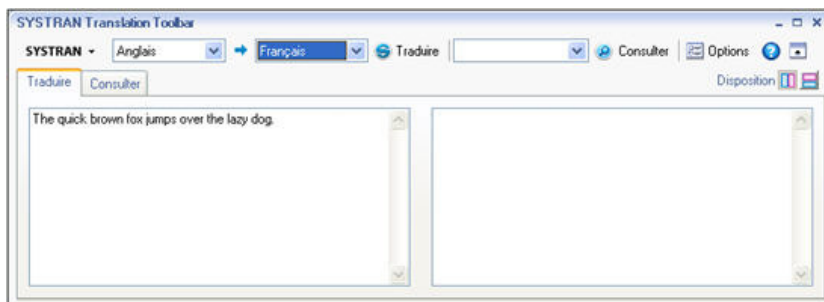 SYSTRAN Translation Toolbar
SYSTRAN Anglais Français Traduire Consulter Options
Traduire Consulter Disposition
The quick brown fox jumps over the lazy dog.